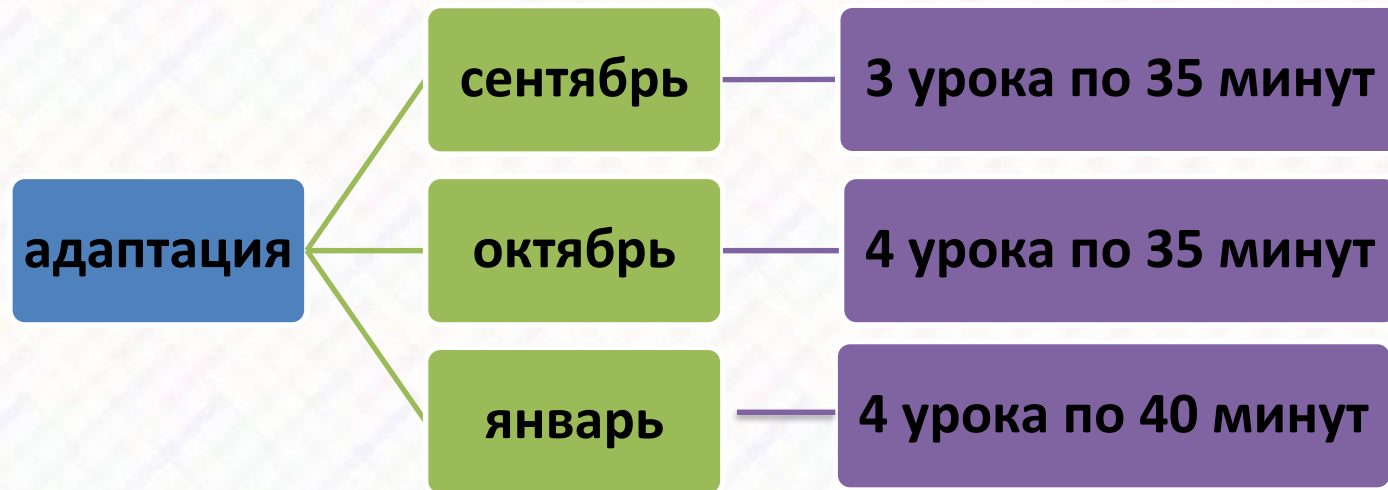 сентябрь
3 урока по 35 минут
адаптация
октябрь
4 урока по 35 минут
январь
4 урока по 40 минут